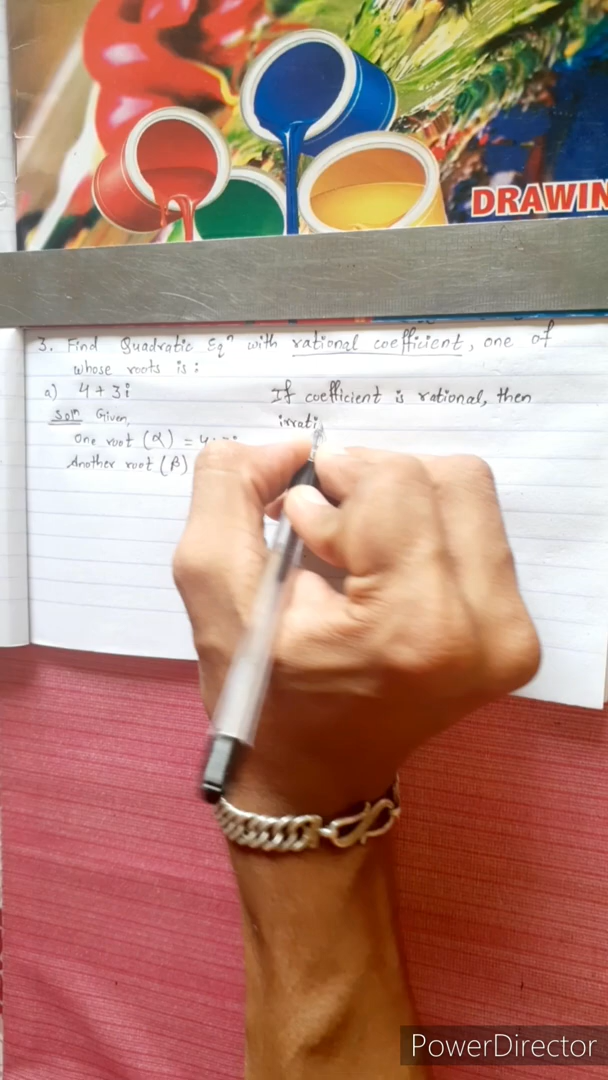 DRAWIN
3. Find Quadratic Eqⁿ with rational coefficient, one of
whose roots is :
a) 4 + 3i
Solⁿ Given,
One root (α) =
Another root (β)
If coefficient is rational, then
irrati
PowerDirector